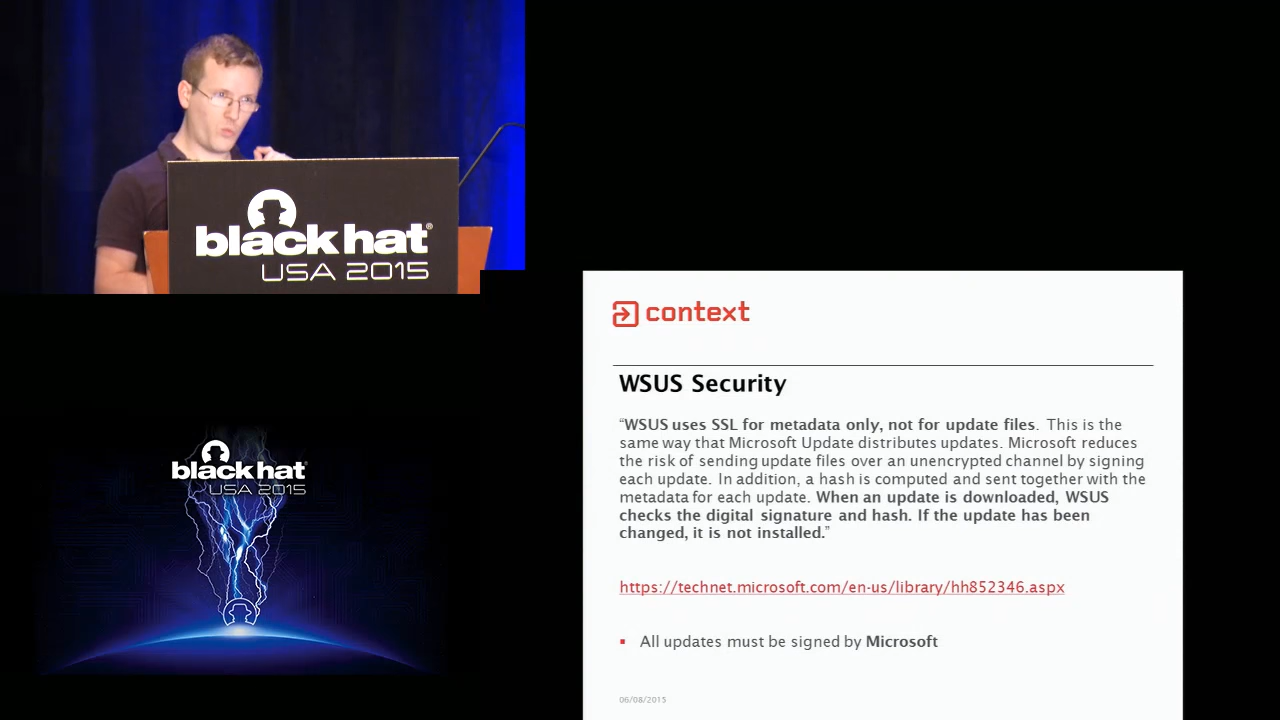 black hat®
USA 2015
context
WSUS Security
“WSUS uses SSL for metadata only, not for update files. This is the
same way that Microsoft Update distributes updates. Microsoft reduces
the risk of sending update files over an unencrypted channel by signing
each update. In addition, a hash is computed and sent together with the
metadata for each update. When an update is downloaded, WSUS
checks the digital signature and hash. If the update has been
changed, it is not installed.”
https://technet.microsoft.com/en-us/library/hh852346.aspx
▪ All updates must be signed by Microsoft
06/08/2015
black hat
USA 2015